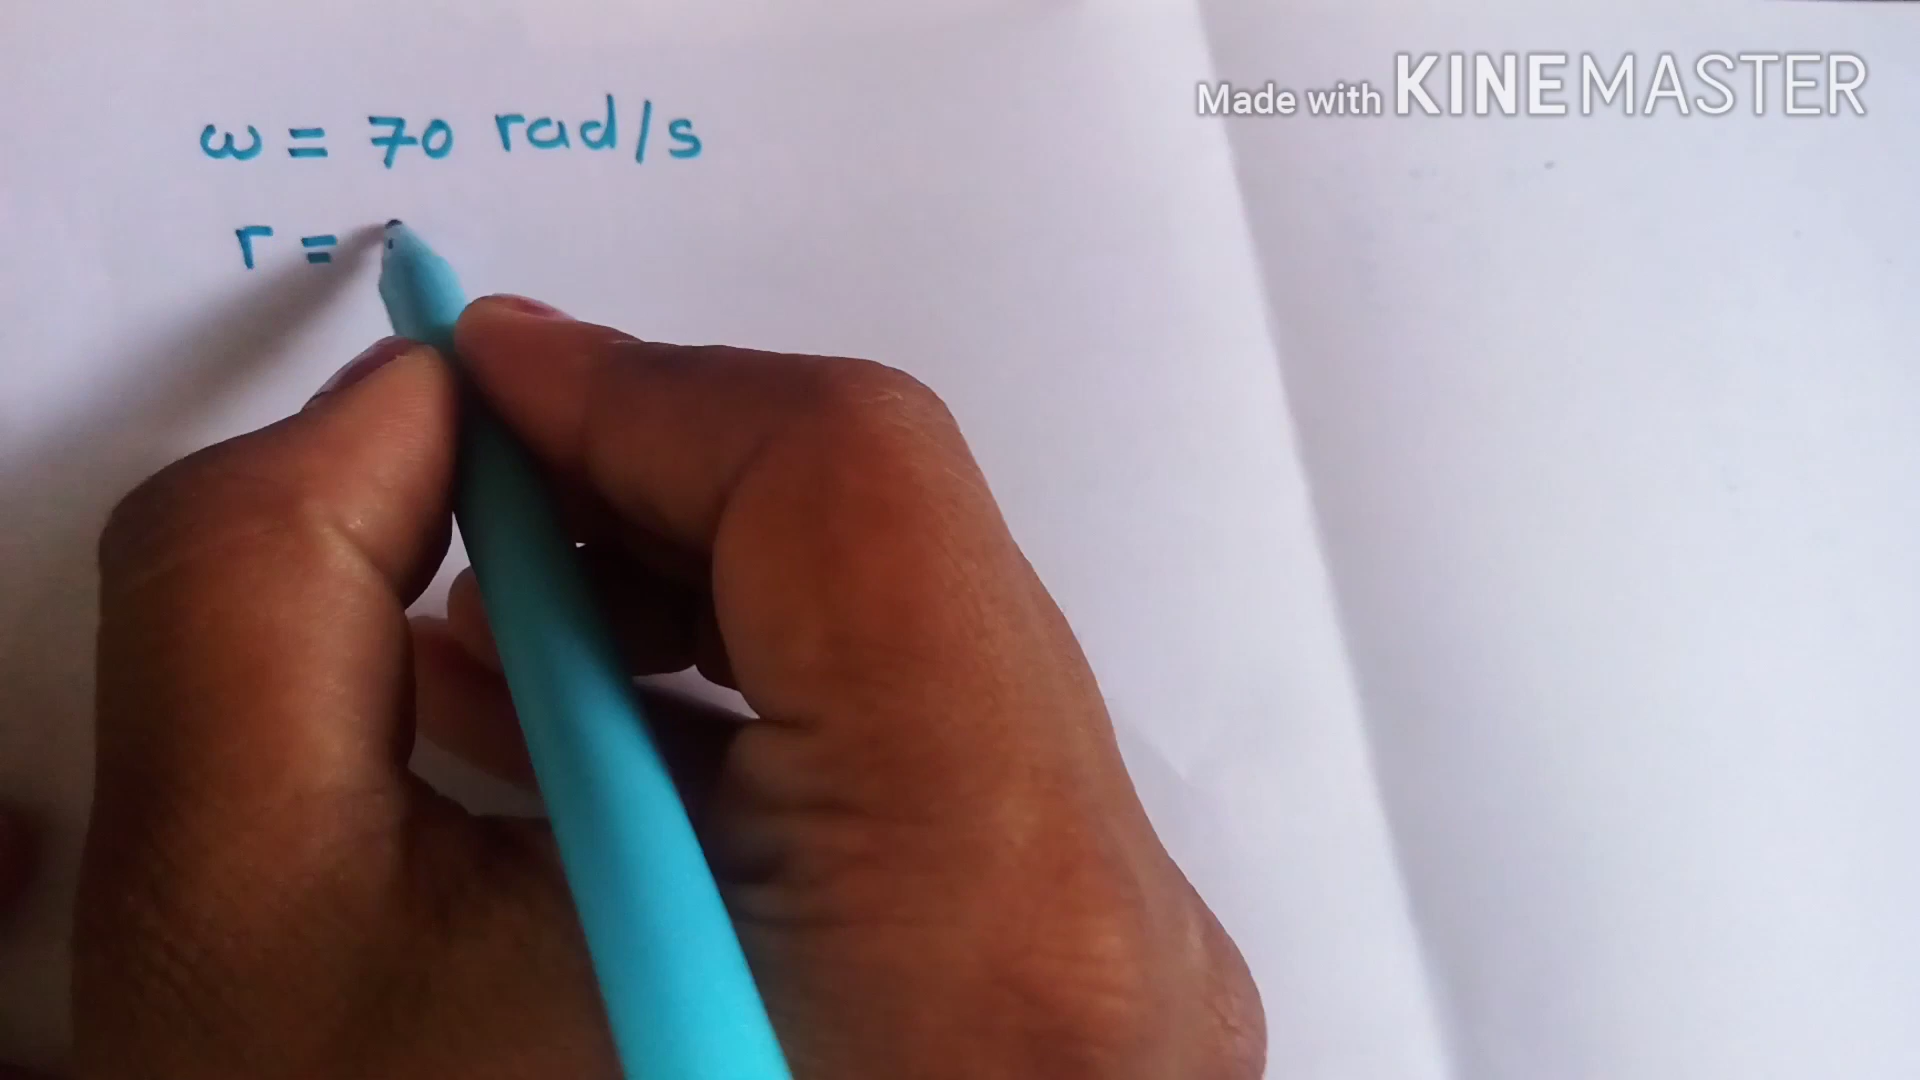 Made with KINEMASTER
ω = 70 rad/s
r =